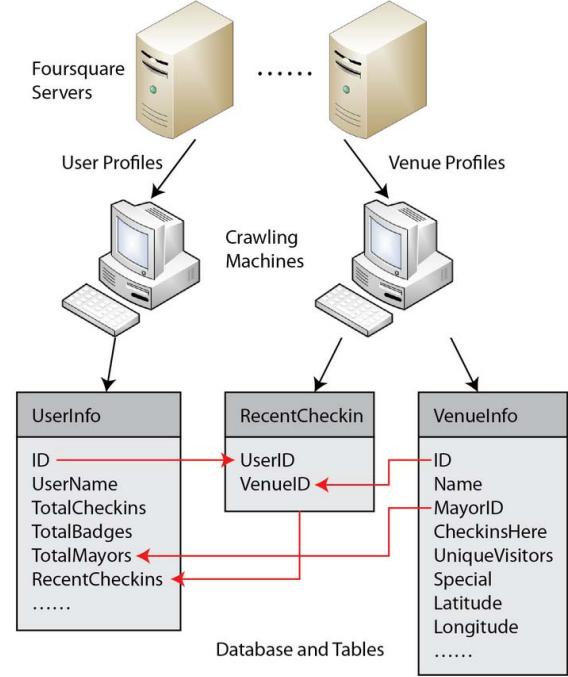 Foursquare
Servers
......
User Profiles
Venue Profiles
Crawling
Machines
UserInfo
ID
UserName
TotalCheckins
TotalBadges
TotalMayors
RecentCheckins
......
RecentCheckin
UserID
VenueID
VenueInfo
ID
Name
MayorID
CheckinsHere
UniqueVisitors
Special
Latitude
Longitude
......
Database and Tables